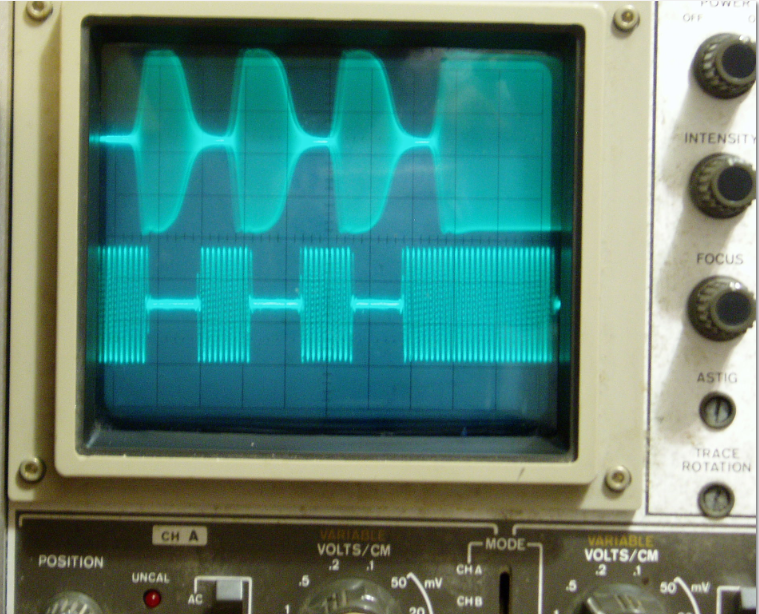 POWER
OFF
INTENSITY
FOCUS
ASTIG
TRACE
ROTATION
CH A
POSITION
UNCAL
AC
VARIABLE
VOLTS/CM
.5
.2
.1
50
mV
1
20
MODE
CH A
CH B
VARIABLE
VOLTS/CM
.5
.2
.1
50
mV
1